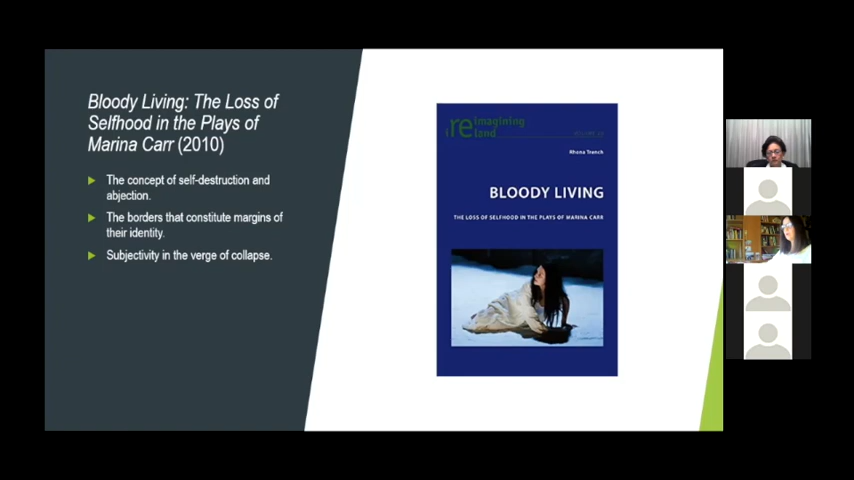 Bloody Living: The Loss of
Selfhood in the Plays of
Marina Carr (2010)
The concept of self-destruction and
abjection.
The borders that constitute margins of
their identity.
Subjectivity in the verge of collapse.
re imagining
land
VOLUME
Rhona Trench
BLOODY LIVING
THE LOSS OF SELFHOOD IN THE PLAYS OF MARINA CARR